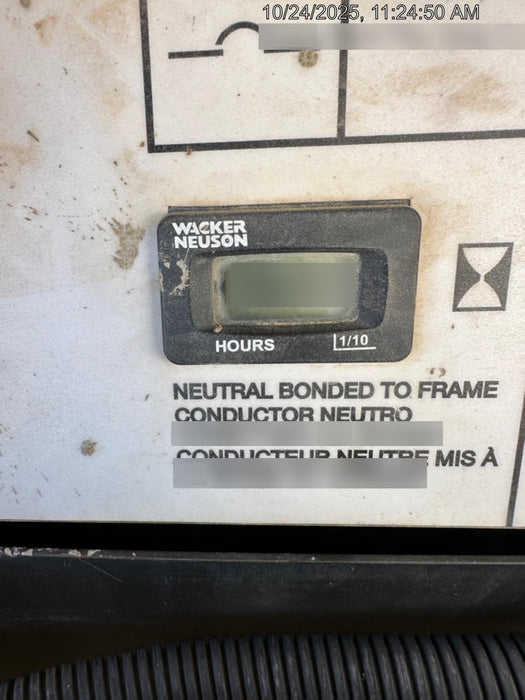 10/24/2025, 11:24:50 AM
WACKER
NEUSON
HOURS 1/10
NEUTRAL BONDED TO FRAME
CONDUCTOR NEUTRO
CONDUCTEUR NEUTRE MIS À